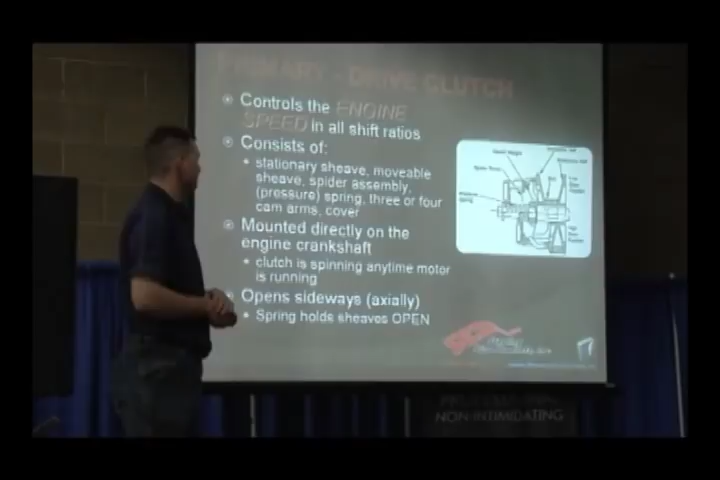 PRIMARY - DRIVE CLUTCH
Controls the ENGINE
SPEED in all shift ratios
Consists of:
stationary sheave, moveable
sheave, spider assembly,
(pressure) spring, three or four
cam arms, cover
Mounted directly on the
engine crankshaft
clutch is spinning anytime motor
is running
Opens sideways (axially)
Spring holds sheaves OPEN
NON-INTIMIDATING